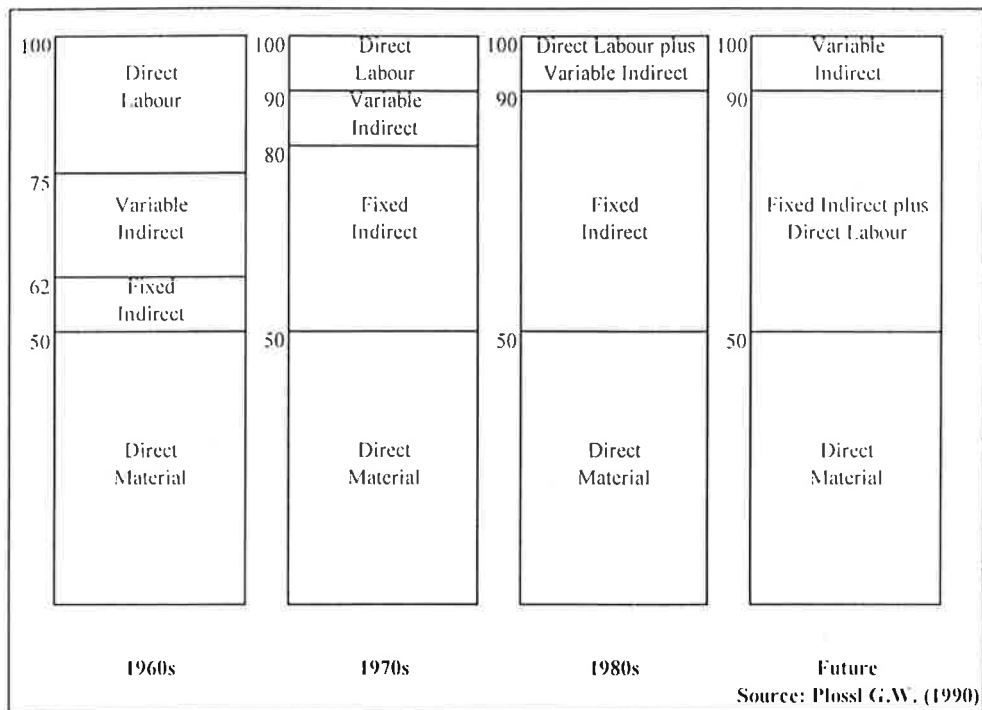 100
Direct
Labour
75
Variable
Indirect
62
Fixed
Indirect
50
Direct
Material
1960s
100
Direct
Labour
90
Variable
Indirect
80
Fixed
Indirect
50
Direct
Material
1970s
100
Direct Labour plus
Variable Indirect
90
Fixed
Indirect
50
Direct
Material
1980s
100
Variable
Indirect
90
Fixed Indirect plus
Direct Labour
50
Direct
Material
Future
Source: Plossl G.W. (1990)